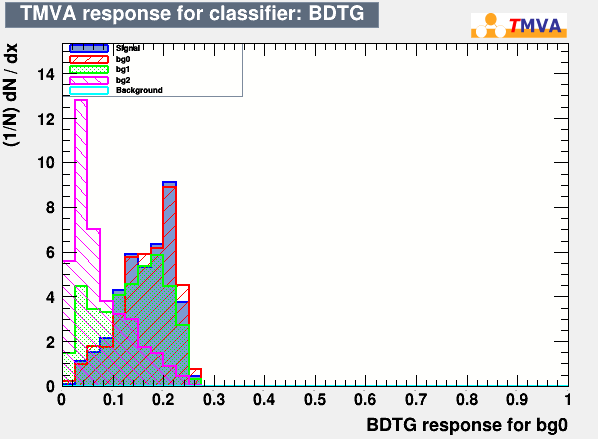 TMVA response for classifier: BDTG
TMVA
(1/N) dN / dx
Signal
bg0
bg1
bg2
Background
14
12
10
8
6
4
2
0
0 0.1 0.2 0.3 0.4 0.5 0.6 0.7 0.8 0.9 1
BDTG response for bg0